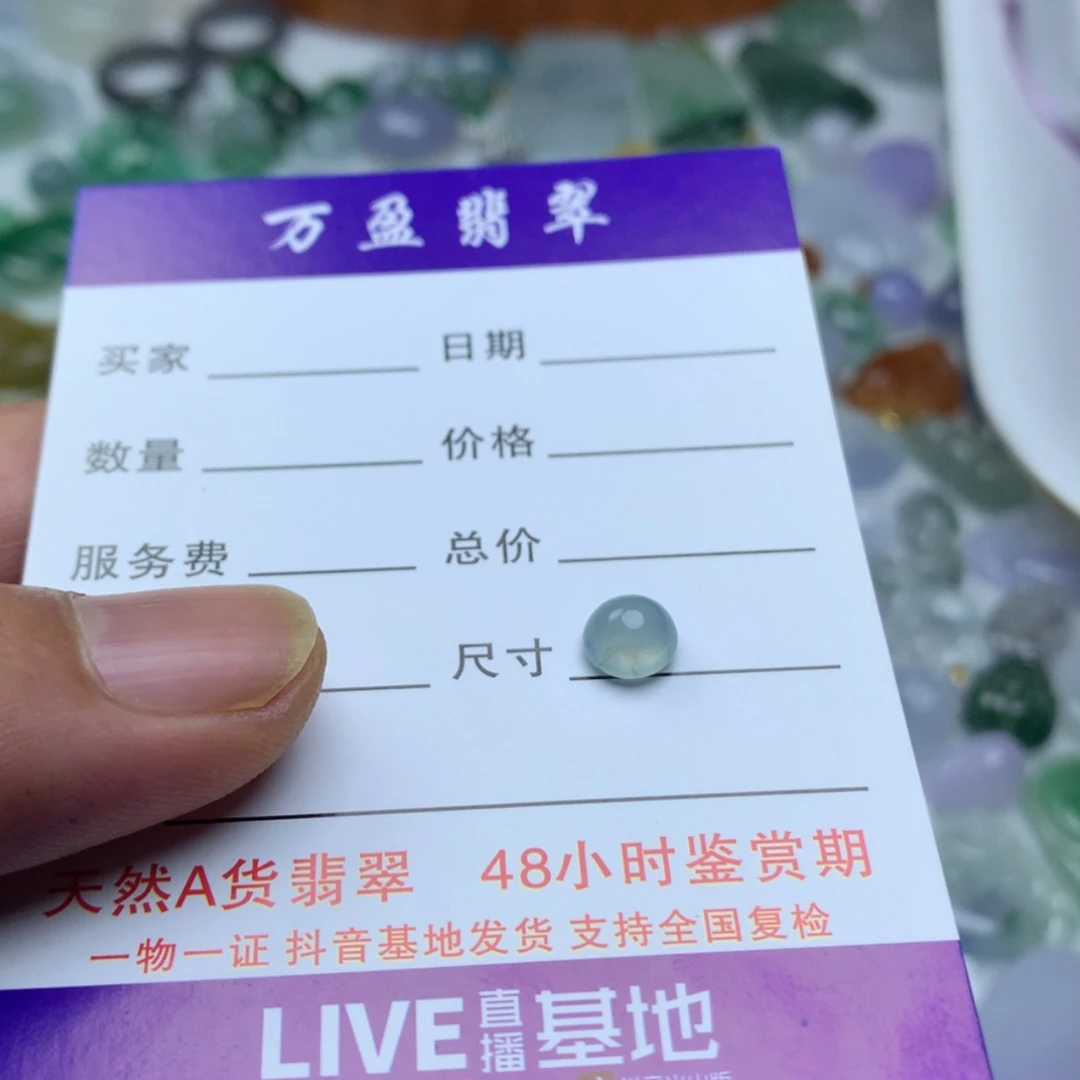 万盈翡翠
买家 日期
数量 价格
服务费 总价
尺寸
天然A货翡翠 48小时鉴赏期
一物一证 抖音基地发货 支持全国复检
LIVE直播基地